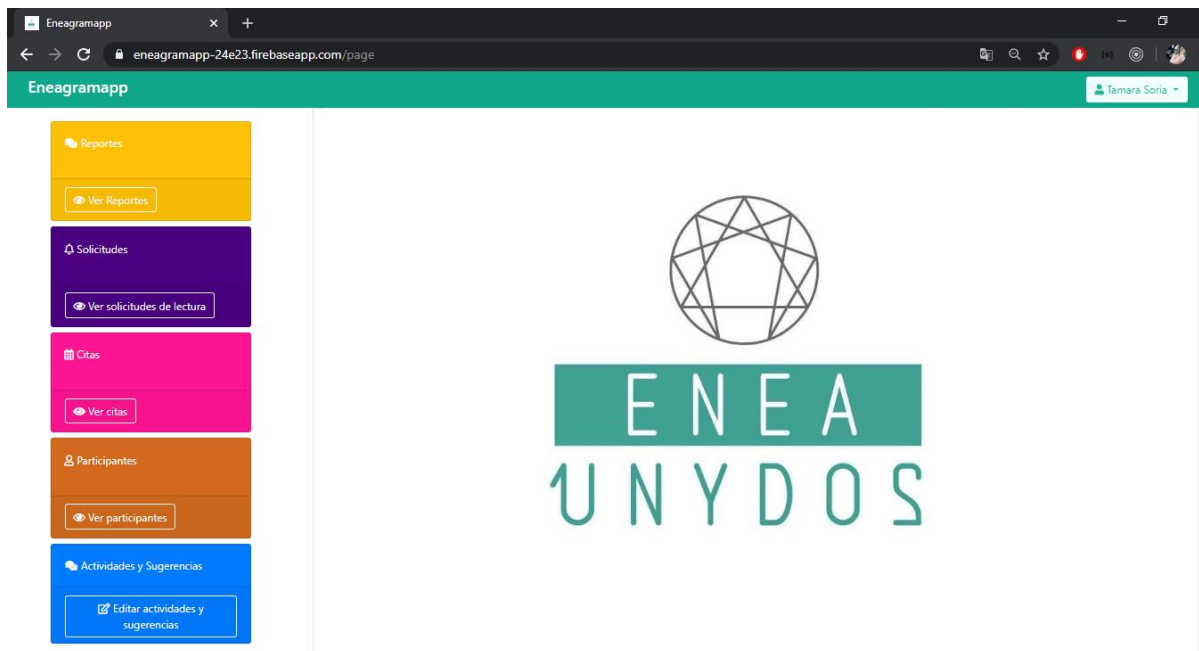 Eneagramapp
eneagramapp-24e23.firebaseapp.com/page
Eneagramapp
Tamara Soria
Reportes
Ver Reportes
Solicitudes
Ver solicitudes de lectura
Citas
Ver citas
Participantes
Ver participantes
Actividades y Sugerencias
Editar actividades y
sugerencias
ENEA
UNYDOS